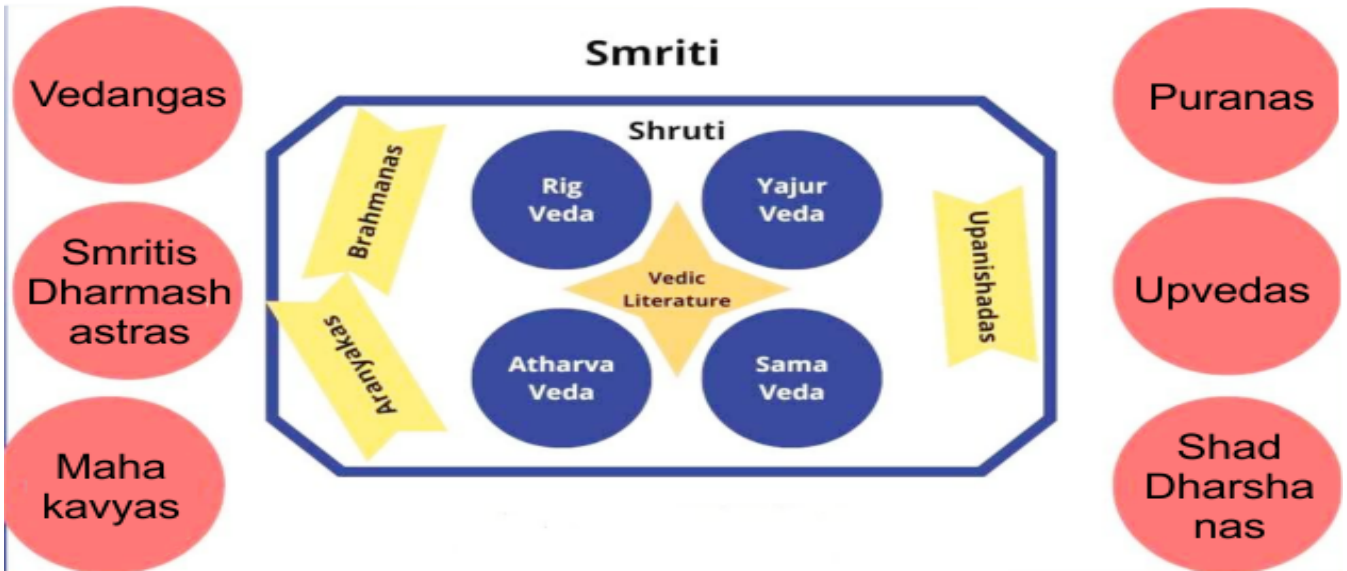 Smriti
Vedangas
Smritis
Dharmash
astras
Maha
kavyas
Shruti
Brahmanas
Aranyakas
Rig
Veda
Yajur
Veda
Vedic
Literature
Atharva
Veda
Sama
Veda
Upanishadas
Puranas
Upvedas
Shad
Dharsha
nas